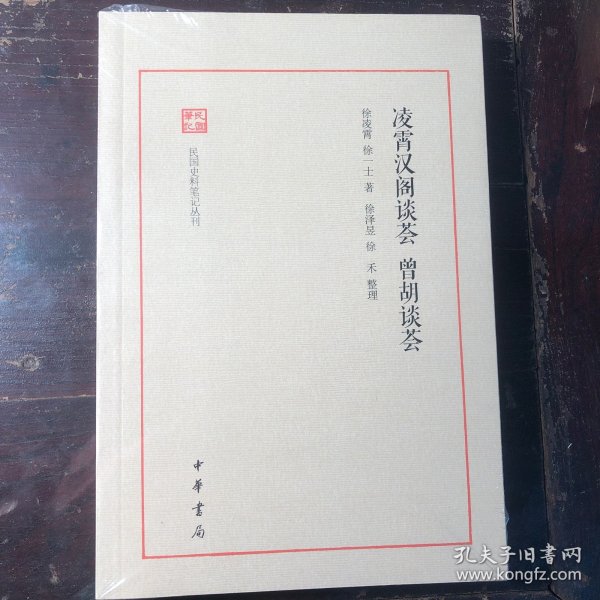 凌霄汉阁谈荟 曾胡谈荟
徐凌霄 徐一士 著 徐泽昱 徐 禾 整理
民国
筆记
民国史料笔记丛刊
中華書局
孔夫子旧书网
www.kongfz.com